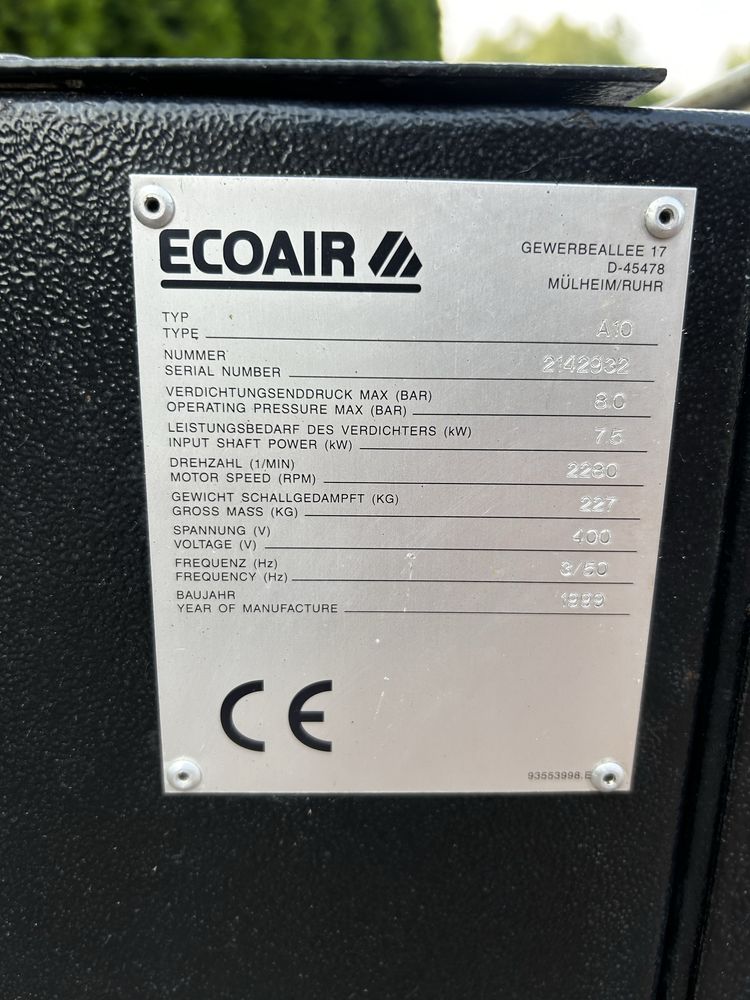 ECOAIR
GEWERBEALLEE 17
D-45478
MÜLHEIM/RUHR
TYP
TYPE A10
NUMMER
SERIAL NUMBER 2142932
VERDICHTUNGSENDDRUCK MAX (BAR)
OPERATING PRESSURE MAX (BAR) 8.0
LEISTUNGSBEDARF DES VERDICHTERS (kW)
INPUT SHAFT POWER (kW) 7.5
DREHZAHL (1/MIN)
MOTOR SPEED (RPM) 2280
GEWICHT SCHALLGEDAMPFT (KG)
GROSS MASS (KG) 227
SPANNUNG (V)
VOLTAGE (V) 400
FREQUENZ (Hz)
FREQUENCY (Hz) 3/50
BAUJAHR
YEAR OF MANUFACTURE 1999
CE
93553998.E